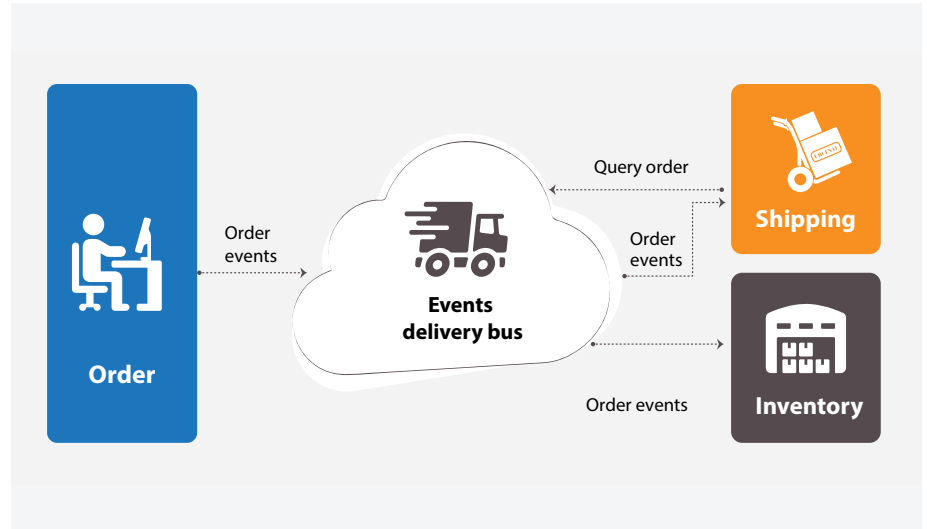 Order
Order
events
Events
delivery bus
Query order
Order
events
Order events
Shipping
Inventory